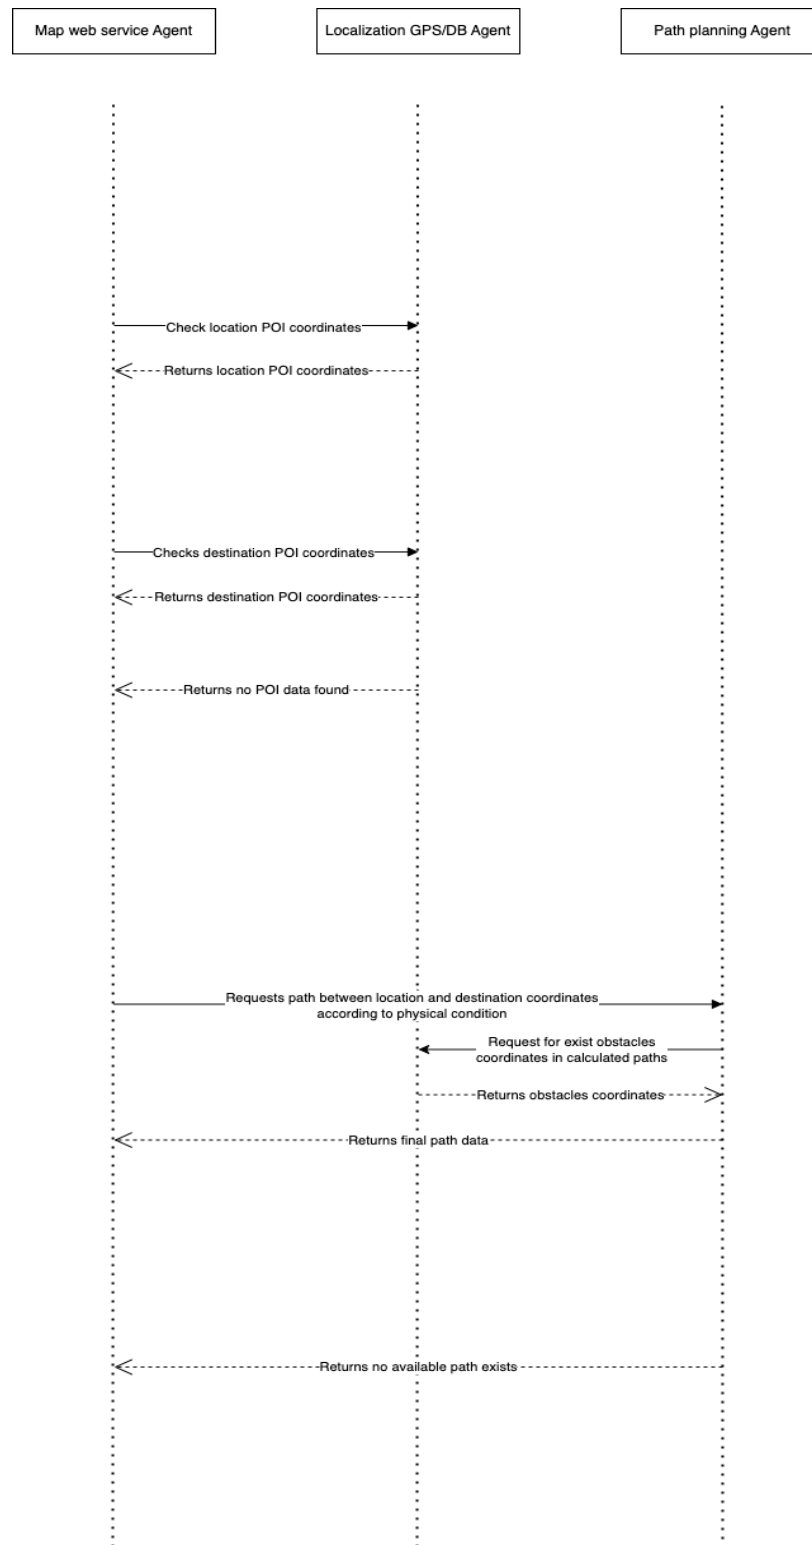 Map web service Agent
Localization GPS/DB Agent
Path planning Agent
Check location POI coordinates
Returns location POI coordinates
Checks destination POI coordinates
Returns destination POI coordinates
Returns no POI data found
Requests path between location and destination coordinates
according to physical condition
Request for exist obstacles
coordinates in calculated paths
Returns obstacles coordinates
Returns final path data
Returns no available path exists